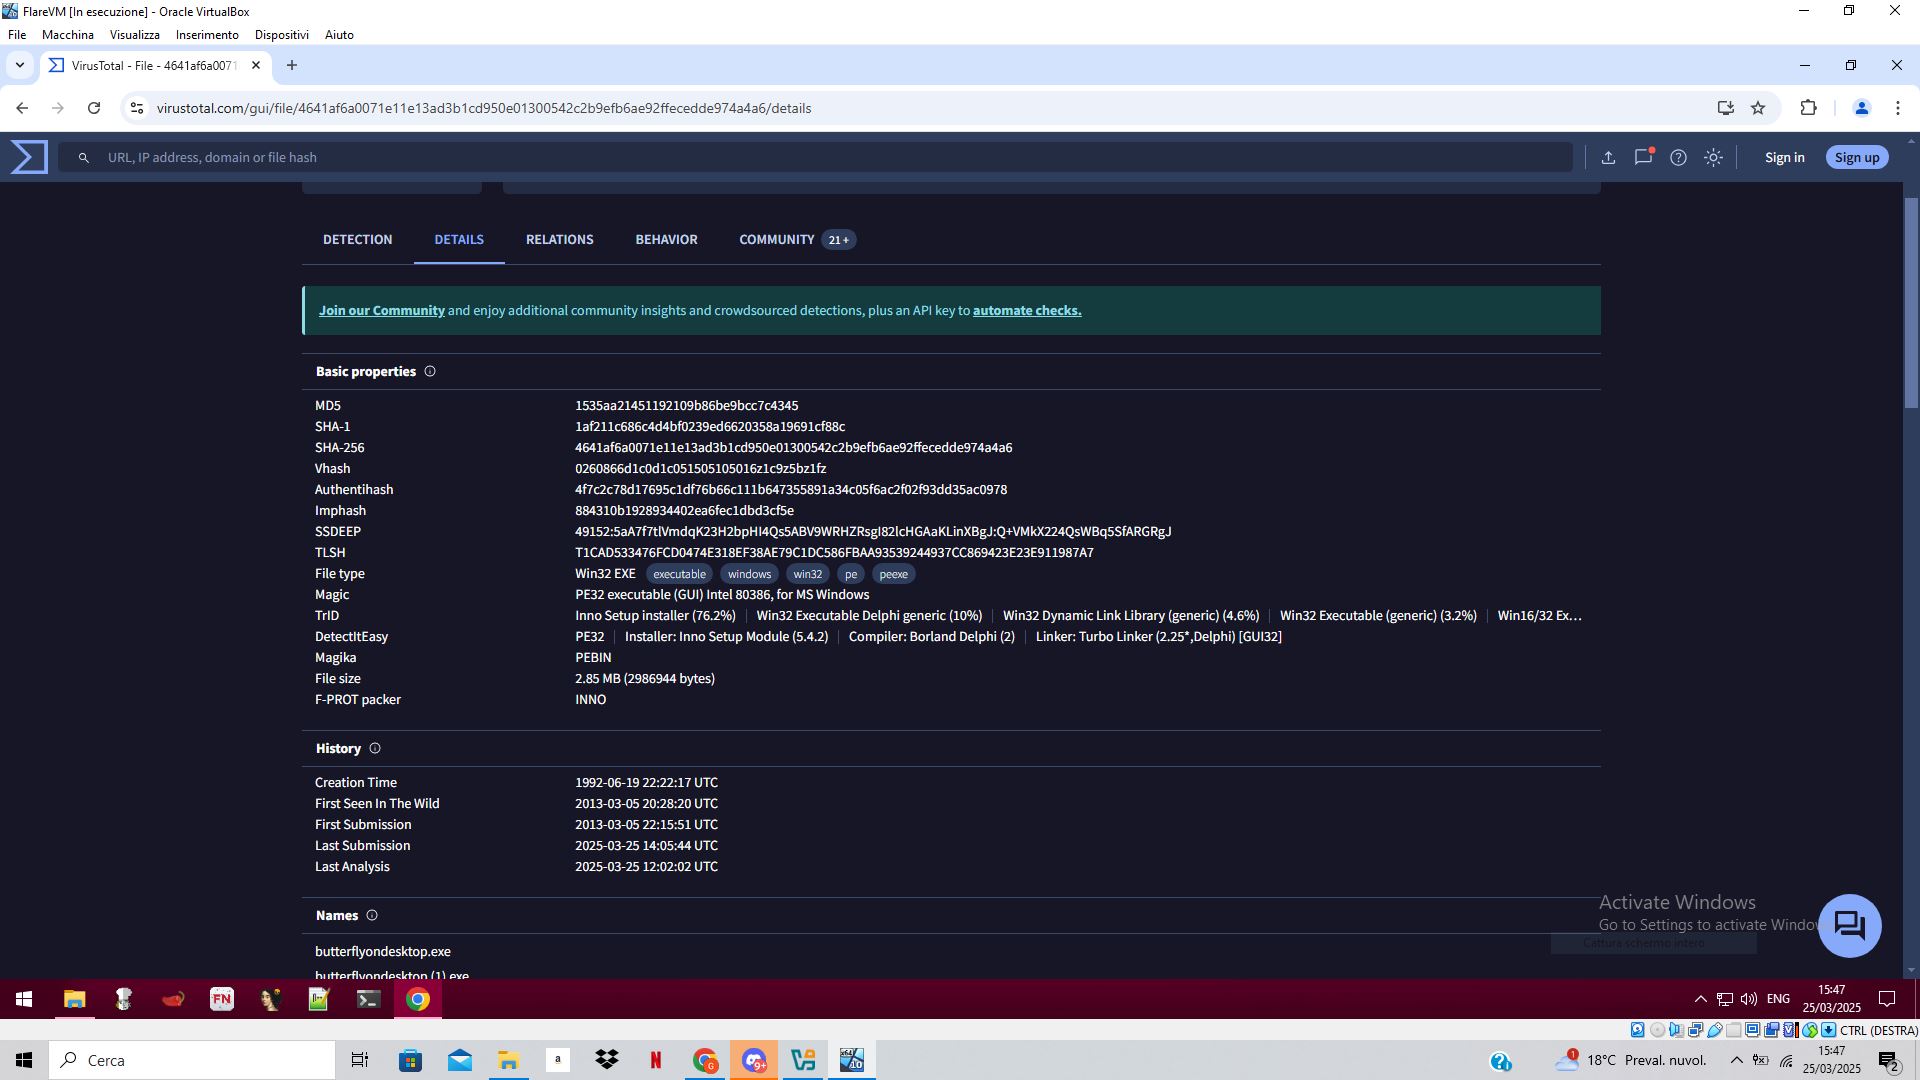 FlareVM [In esecuzione] - Oracle VirtualBox
File Macchina Visualizza Inserimento Dispositivi Aiuto
VirusTotal - File - 4641af6a0071
virustotal.com/gui/file/4641af6a0071e11e13ad3b1cd950e01300542c2b9efb6ae92ffecedde974a4a6/details
URL, IP address, domain or file hash
Sign in
Sign up
DETECTION DETAILS RELATIONS BEHAVIOR COMMUNITY 21+
Join our Community and enjoy additional community insights and crowdsourced detections, plus an API key to automate checks.
Basic properties
MD5 1535aa21451192109b86be9bcc7c4345
SHA-1 1af211c686c4d4bf0239ed6620358a19691cf88c
SHA-256 4641af6a0071e11e13ad3b1cd950e01300542c2b9efb6ae92ffecedde974a4a6
Vhash 0260866d1c0d1c051505105016z1c9z5bz1fz
Authentihash 4f7c2c78d17695c1df76b66c111b647355891a34c05f6ac2f02f93dd35ac0978
Imphash 884310b1928934402ea6fec1dbd3cf5e
SSDEEP 49152:5aA7f7tlVmdqK23H2bpHI4Qs5ABV9WRHZRsgI82lcHGAaKLinXBgJ:Q+VMkX224QsWBq5SfARGRgJ
TLSH T1CAD533476FCD0474E318EF38AE79C1DC586FBAA93539244937CC869423E23E911987A7
File type Win32 EXE executable windows win32 pe peexe
Magic PE32 executable (GUI) Intel 80386, for MS Windows
TrID Inno Setup installer (76.2%) Win32 Executable Delphi generic (10%) Win32 Dynamic Link Library (generic) (4.6%) Win32 Executable (generic) (3.2%) Win16/32 Ex...
DetectItEasy PE32 Installer: Inno Setup Module (5.4.2) Compiler: Borland Delphi (2) Linker: Turbo Linker (2.25*,Delphi) [GUI32]
Magika PEBIN
File size 2.85 MB (2986944 bytes)
F-PROT packer INNO
History
Creation Time 1992-06-19 22:22:17 UTC
First Seen In The Wild 2013-03-05 20:28:20 UTC
First Submission 2013-03-05 22:15:51 UTC
Last Submission 2025-03-25 14:05:44 UTC
Last Analysis 2025-03-25 12:02:02 UTC
Names
butterflyondesktop.exe
butterflyondesktop (1).exe
Activate Windows
Go to Settings to activate Window
Cattura schermo intero
FN
ENG
15:47
25/03/2025
CTRL (DESTRA)
Cerca
a
N
G
9+
x64
10
1
18°C Preval. nuvol.
15:47
25/03/2025
2